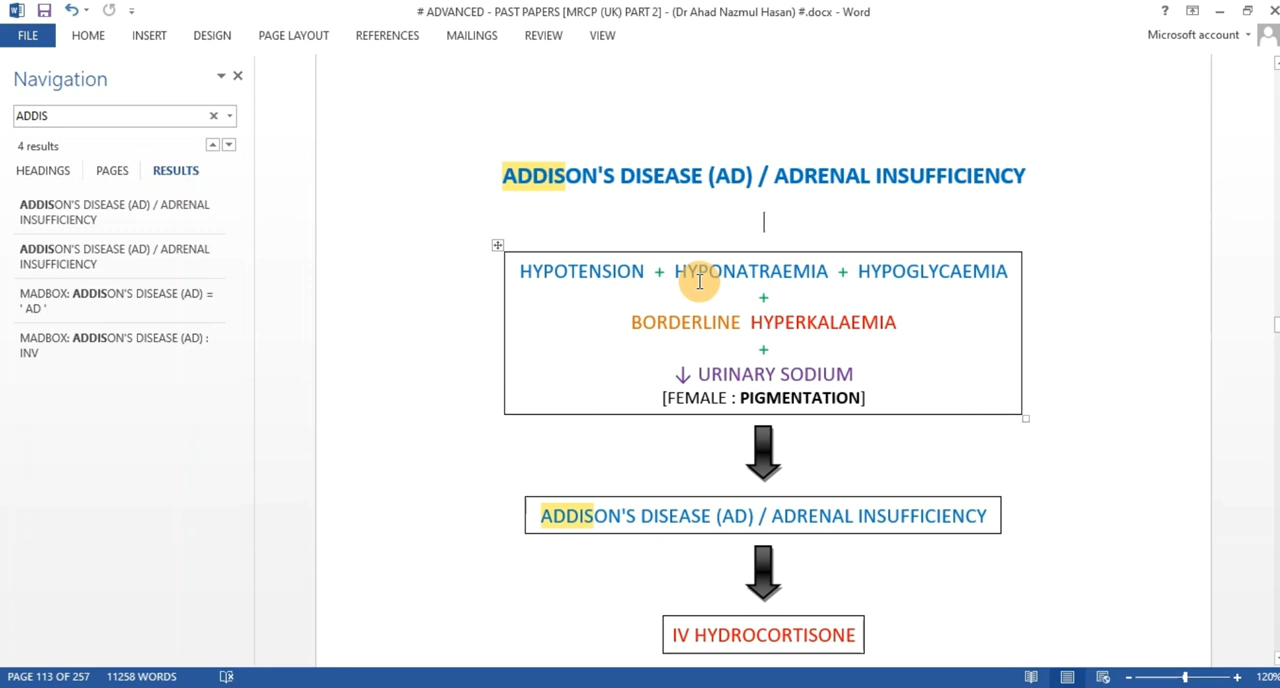 # ADVANCED - PAST PAPERS [MRCP (UK) PART 2] - (Dr Ahad Nazmul Hasan) #.docx - Word
FILE HOME INSERT DESIGN PAGE LAYOUT REFERENCES MAILINGS REVIEW VIEW Microsoft account
Navigation
ADDIS
4 results
HEADINGS PAGES RESULTS
ADDISON'S DISEASE (AD) / ADRENAL
INSUFFICIENCY
ADDISON'S DISEASE (AD) / ADRENAL
INSUFFICIENCY
MADBOX: ADDISON'S DISEASE (AD) =
' AD '
MADBOX: ADDISON'S DISEASE (AD) :
INV
ADDISON'S DISEASE (AD) / ADRENAL INSUFFICIENCY
HYPOTENSION + HYPONATRAEMIA + HYPOGLYCAEMIA
+
BORDERLINE HYPERKALAEMIA
+
↓ URINARY SODIUM
[FEMALE : PIGMENTATION]
ADDISON'S DISEASE (AD) / ADRENAL INSUFFICIENCY
IV HYDROCORTISONE
PAGE 113 OF 257 11258 WORDS 120%